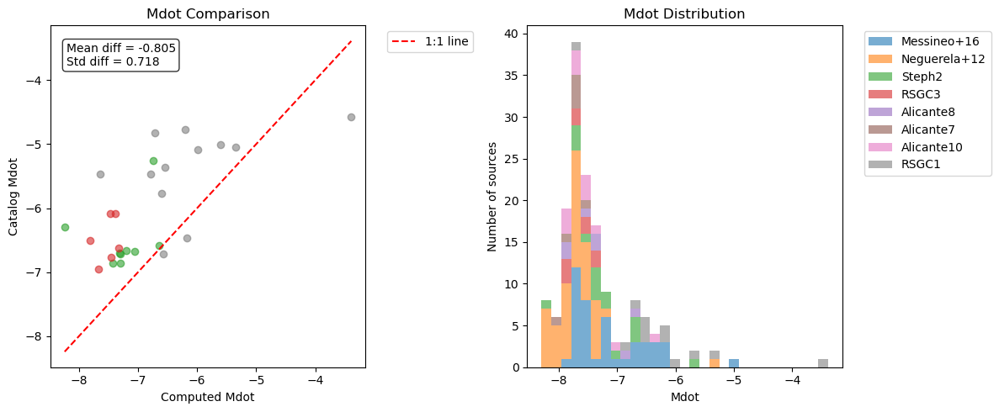 Mdot Comparison
Mean diff = -0.805
Std diff = 0.718
1:1 line
−4
−5
−6
−7
−8
Catalog Mdot
−8
−7
−6
−5
−4
Computed Mdot
Mdot Distribution
40
35
30
25
20
15
10
5
0
Number of sources
−8
−7
−6
−5
−4
Mdot
Messineo+16
Neguerela+12
Steph2
RSGC3
Alicante8
Alicante7
Alicante10
RSGC1